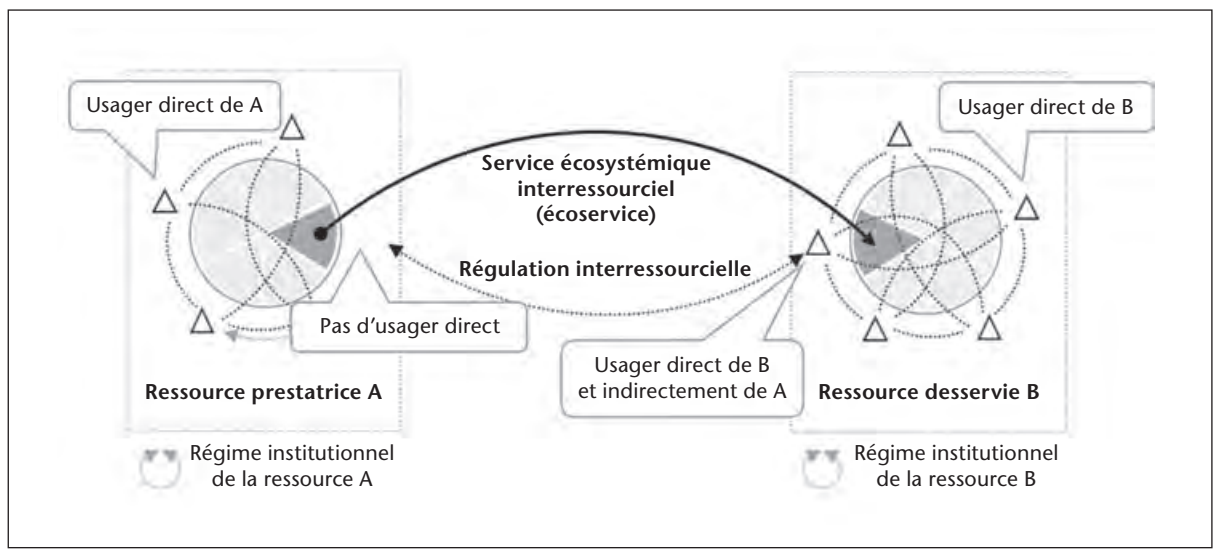 Usager direct de A
Usager direct de B
Service écosystémique
interressourciel
(écoservice)
Régulation interressourcielle
Pas d’usager direct
Usager direct de B
et indirectement de A
Ressource prestatrice A
Ressource desservie B
Régime institutionnel
de la ressource A
Régime institutionnel
de la ressource B